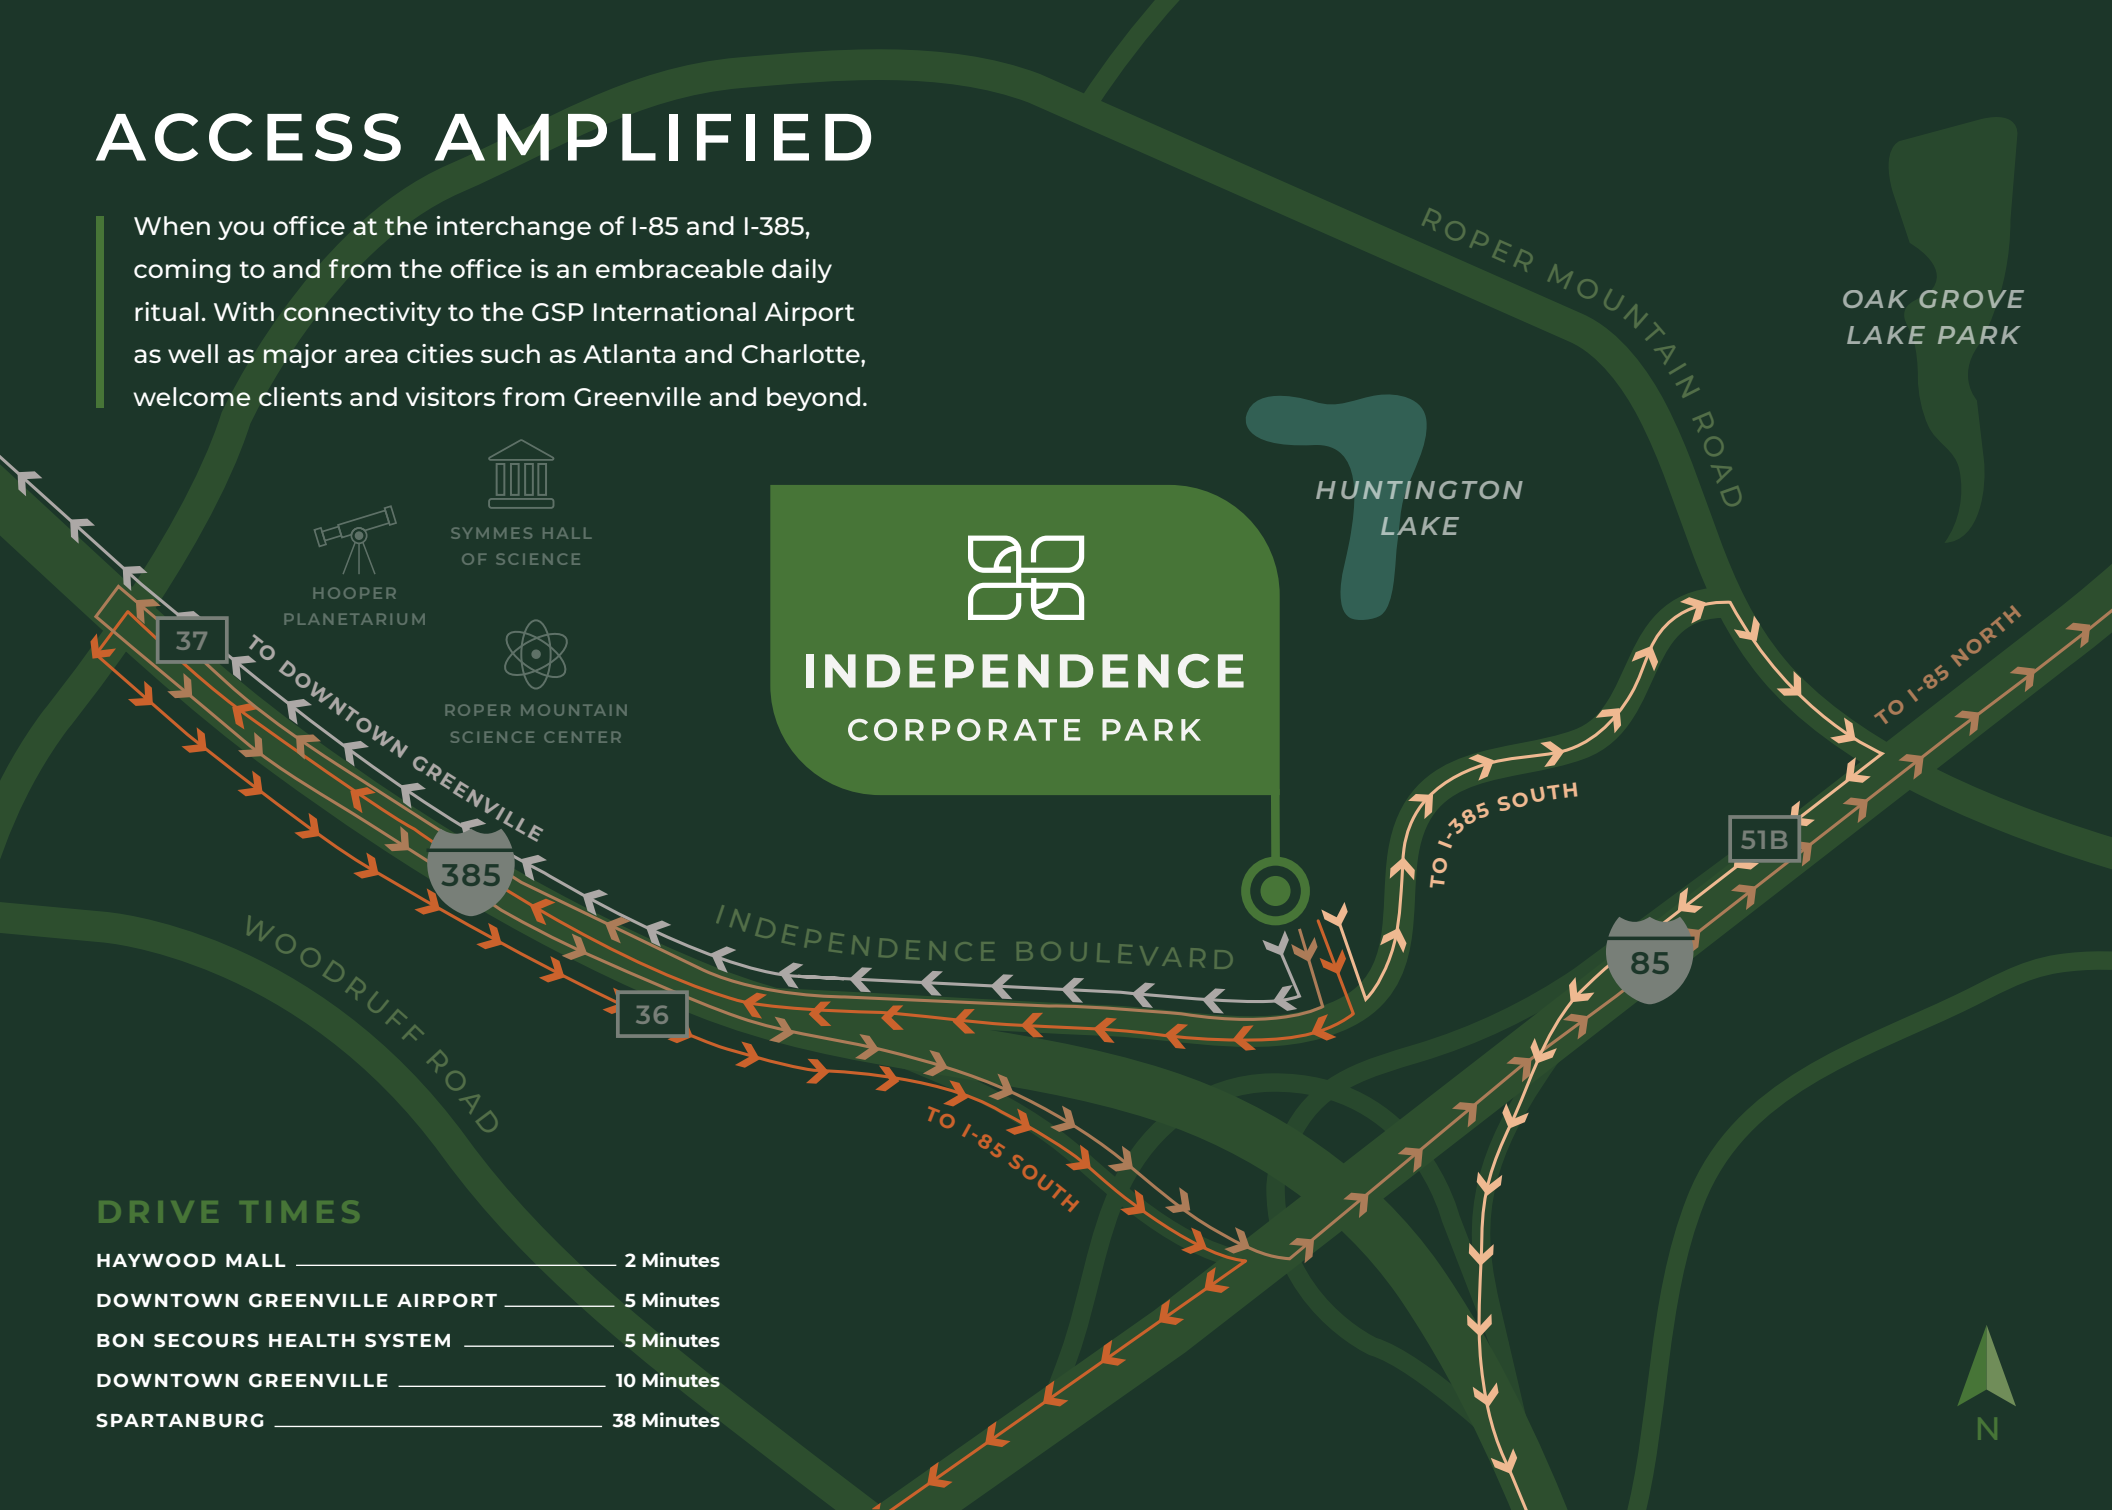 ACCESS AMPLIFIED
When you office at the interchange of I-85 and I-385,
coming to and from the office is an embraceable daily
ritual. With connectivity to the GSP International Airport
as well as major area cities such as Atlanta and Charlotte,
welcome clients and visitors from Greenville and beyond.
ROPER MOUNTAIN ROAD
OAK GROVE
LAKE PARK
HUNTINGTON
LAKE
SYMMES HALL
OF SCIENCE
HOOPER
PLANETARIUM
ROPER MOUNTAIN
SCIENCE CENTER
INDEPENDENCE
CORPORATE PARK
37
TO DOWNTOWN GREENVILLE
385
TO I-85 NORTH
TO I-385 SOUTH
51B
85
INDEPENDENCE BOULEVARD
WOODRUFF ROAD
36
TO I-85 SOUTH
DRIVE TIMES
HAYWOOD MALL 2 Minutes
DOWNTOWN GREENVILLE AIRPORT 5 Minutes
BON SECOURS HEALTH SYSTEM 5 Minutes
DOWNTOWN GREENVILLE 10 Minutes
SPARTANBURG 38 Minutes
N